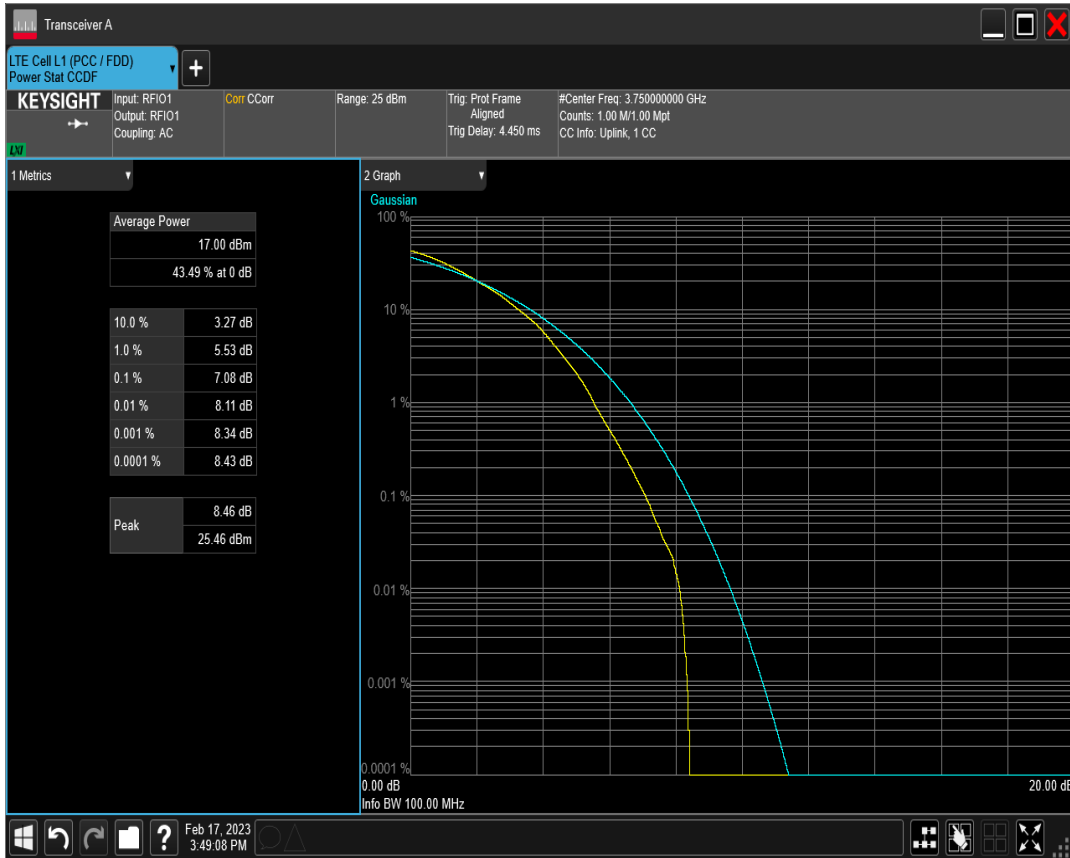 Transceiver A
LTE Cell L1 (PCC / FDD)
Power Stat CCDF
KEYSIGHT
LXI
Input: RFIO1
Output: RFIO1
Coupling: AC
Corr CCorr
Range: 25 dBm
Trig: Prot Frame
Aligned
Trig Delay: 4.450 ms
#Center Freq: 3.750000000 GHz
Counts: 1.00 M/1.00 Mpt
CC Info: Uplink, 1 CC
1 Metrics
Average Power
17.00 dBm
43.49 % at 0 dB
10.0 % 3.27 dB
1.0 % 5.53 dB
0.1 % 7.08 dB
0.01 % 8.11 dB
0.001 % 8.34 dB
0.0001 % 8.43 dB
Peak 8.46 dB
25.46 dBm
2 Graph
Gaussian
100 %
10 %
1 %
0.1 %
0.01 %
0.001 %
0.0001 %
0.00 dB 20.00 dB
Info BW 100.00 MHz
? Feb 17, 2023
3:49:08 PM